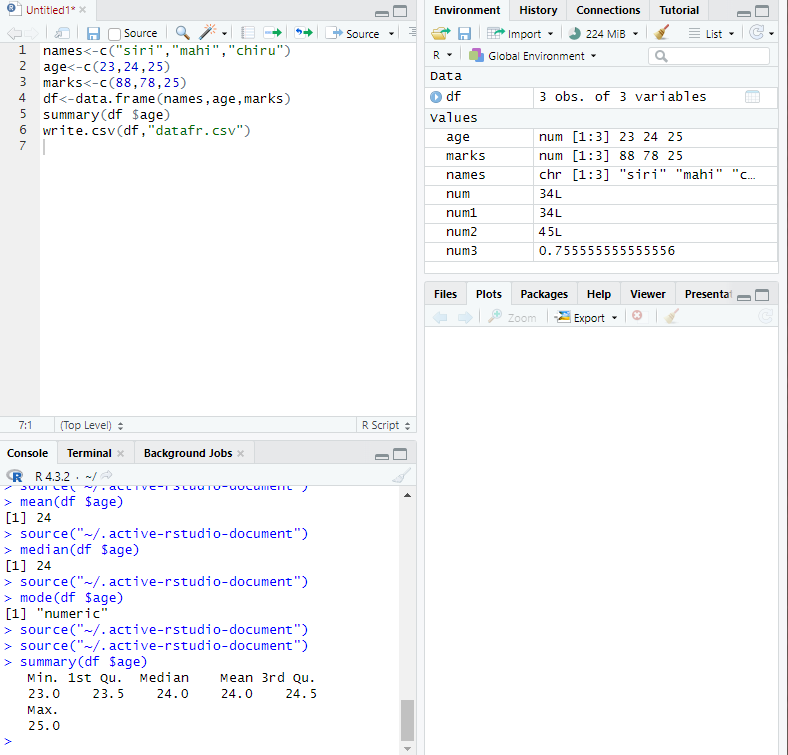 Untitled1*
Source
Source
1 names<-c("siri","mahi","chiru")
2 age<-c(23,24,25)
3 marks<-c(88,78,25)
4 df<-data.frame(names,age,marks)
5 summary(df $age)
6 write.csv(df,"datafr.csv")
7
7:1 (Top Level) R Script
Console Terminal Background Jobs
R R 4.3.2 · ~/
> source("~/.active-rstudio-document")
> mean(df $age)
[1] 24
> source("~/.active-rstudio-document")
> median(df $age)
[1] 24
> source("~/.active-rstudio-document")
> mode(df $age)
[1] "numeric"
> source("~/.active-rstudio-document")
> source("~/.active-rstudio-document")
> summary(df $age)
Min. 1st Qu. Median Mean 3rd Qu.
23.0 23.5 24.0 24.0 24.5
Max.
25.0
>
Environment History Connections Tutorial
Import 224 MiB List
R Global Environment
Data
df 3 obs. of 3 variables
Values
age num [1:3] 23 24 25
marks num [1:3] 88 78 25
names chr [1:3] "siri" "mahi" "c…
num 34L
num1 34L
num2 45L
num3 0.755555555555556
Files Plots Packages Help Viewer Presentat
Zoom Export